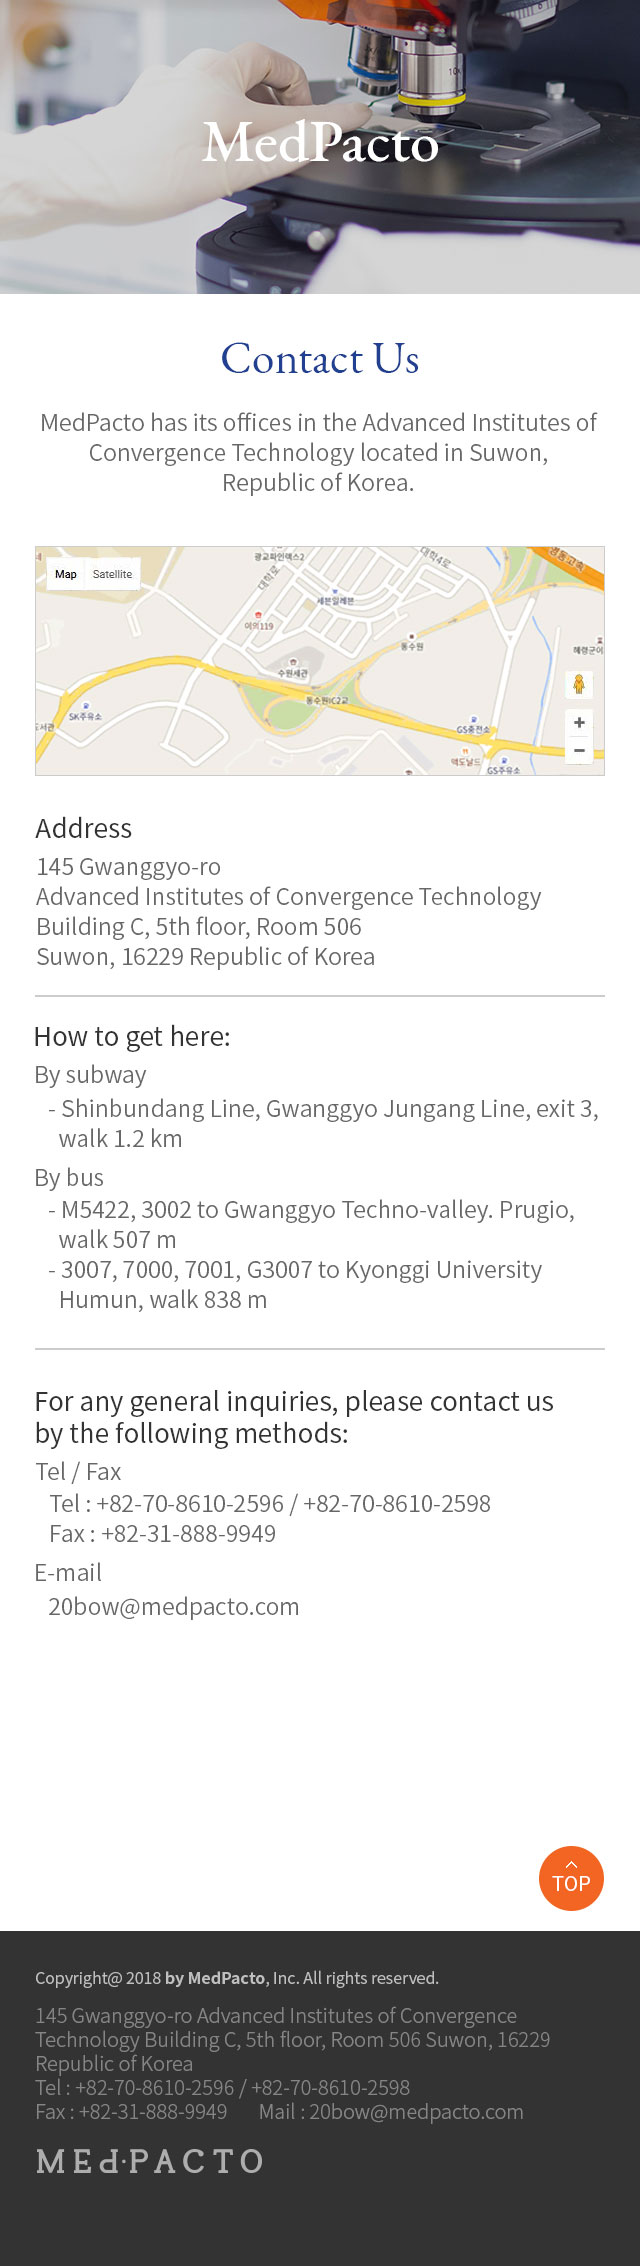 MedPacto
10x
Contact Us
MedPacto has its offices in the Advanced Institutes of
Convergence Technology located in Suwon,
Republic of Korea.
Map
Satellite
광교파인렉스2
대학로
대학4로
영동고속
세븐일레븐
이의119
동수원
혜령군이
수원세관
동수원IC2교
SK주유소
도서관
GS충전소
맥도날드
GS주유소
Address
145 Gwanggyo-ro
Advanced Institutes of Convergence Technology
Building C, 5th floor, Room 506
Suwon, 16229 Republic of Korea
How to get here:
By subway
- Shinbundang Line, Gwanggyo Jungang Line, exit 3,
walk 1.2 km
By bus
- M5422, 3002 to Gwanggyo Techno-valley. Prugio,
walk 507 m
- 3007, 7000, 7001, G3007 to Kyonggi University
Humun, walk 838 m
For any general inquiries, please contact us
by the following methods:
Tel / Fax
Tel : +82-70-8610-2596 / +82-70-8610-2598
Fax : +82-31-888-9949
E-mail
20bow@medpacto.com
TOP
Copyright@ 2018 by MedPacto, Inc. All rights reserved.
145 Gwanggyo-ro Advanced Institutes of Convergence
Technology Building C, 5th floor, Room 506 Suwon, 16229
Republic of Korea
Tel : +82-70-8610-2596 / +82-70-8610-2598
Fax : +82-31-888-9949 Mail : 20bow@medpacto.com
MEd·PACTO